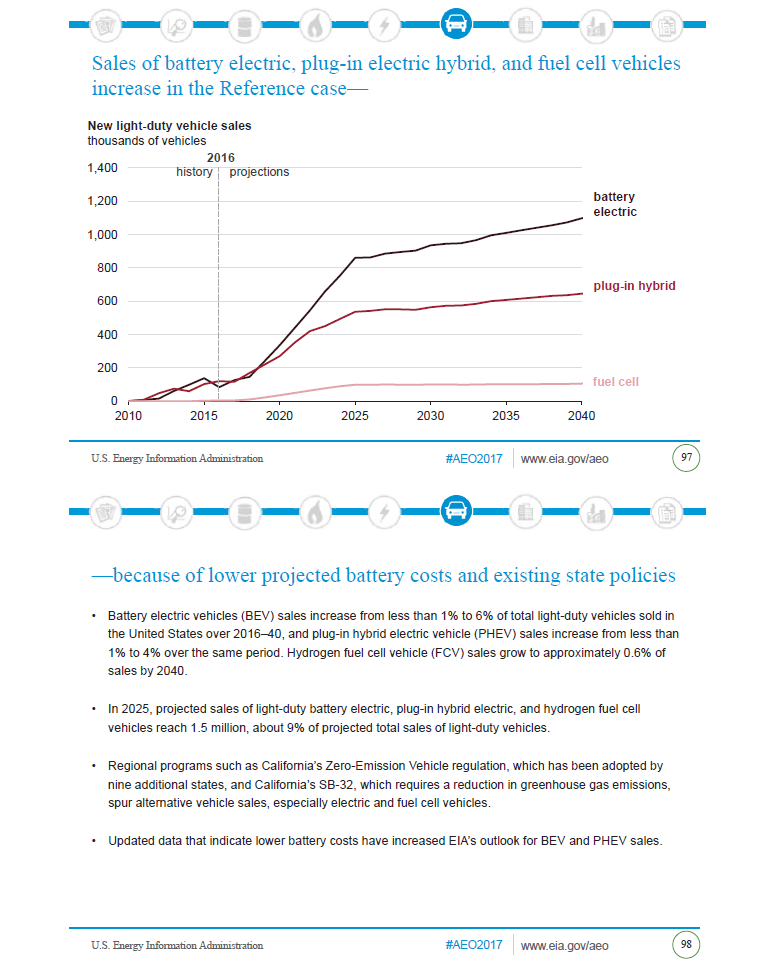 Sales of battery electric, plug-in electric hybrid, and fuel cell vehicles
increase in the Reference case—
New light-duty vehicle sales
thousands of vehicles
2016
history projections
1,400
1,200
1,000
800
600
400
200
0
battery
electric
plug-in hybrid
fuel cell
2010 2015 2020 2025 2030 2035 2040
U.S. Energy Information Administration #AEO2017 www.eia.gov/aeo 97
—because of lower projected battery costs and existing state policies
• Battery electric vehicles (BEV) sales increase from less than 1% to 6% of total light-duty vehicles sold in
the United States over 2016–40, and plug-in hybrid electric vehicle (PHEV) sales increase from less than
1% to 4% over the same period. Hydrogen fuel cell vehicle (FCV) sales grow to approximately 0.6% of
sales by 2040.
• In 2025, projected sales of light-duty battery electric, plug-in hybrid electric, and hydrogen fuel cell
vehicles reach 1.5 million, about 9% of projected total sales of light-duty vehicles.
• Regional programs such as California's Zero-Emission Vehicle regulation, which has been adopted by
nine additional states, and California's SB-32, which requires a reduction in greenhouse gas emissions,
spur alternative vehicle sales, especially electric and fuel cell vehicles.
• Updated data that indicate lower battery costs have increased EIA's outlook for BEV and PHEV sales.
U.S. Energy Information Administration #AEO2017 www.eia.gov/aeo 98